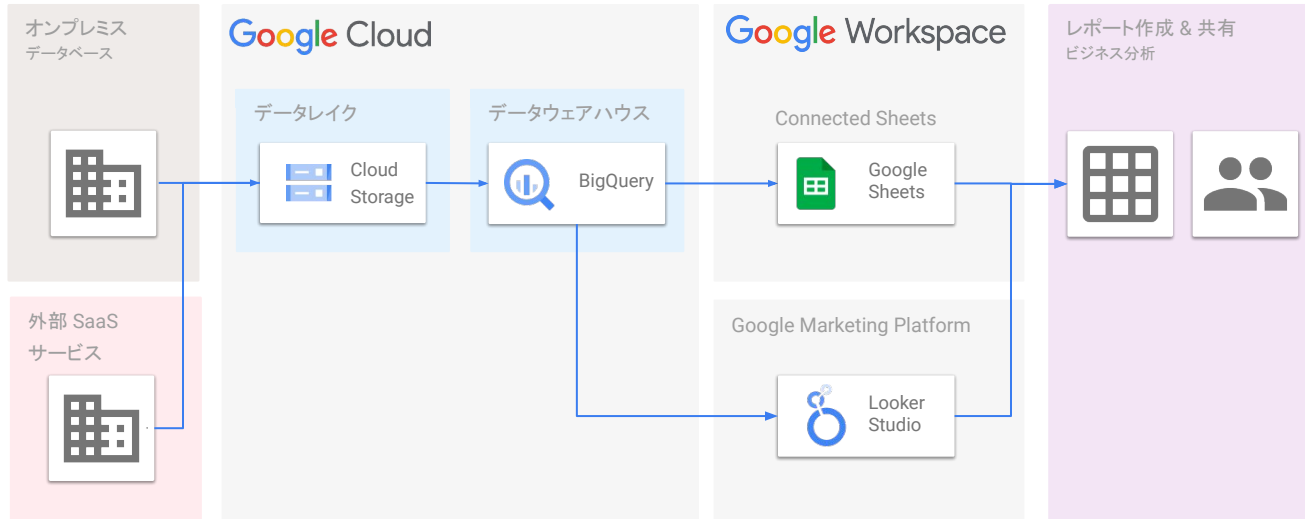 オンプレミス
データベース
Google Cloud
データレイク
Cloud
Storage
データウェアハウス
BigQuery
Google Workspace
Connected Sheets
Google
Sheets
レポート作成 & 共有
ビジネス分析
外部 SaaS
サービス
Google Marketing Platform
Looker
Studio